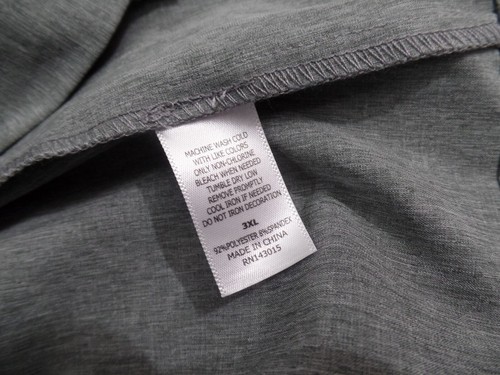 MACHINE WASH COLD
WITH LIKE COLORS
ONLY NON-CHLORINE
BLEACH WHEN NEEDED
TUMBLE DRY LOW
REMOVE PROMPTLY
COOL IRON IF NEEDED
DO NOT IRON DECORATION
3XL
92%POLYESTER 8%SPANDEX
MADE IN CHINA
RN143015